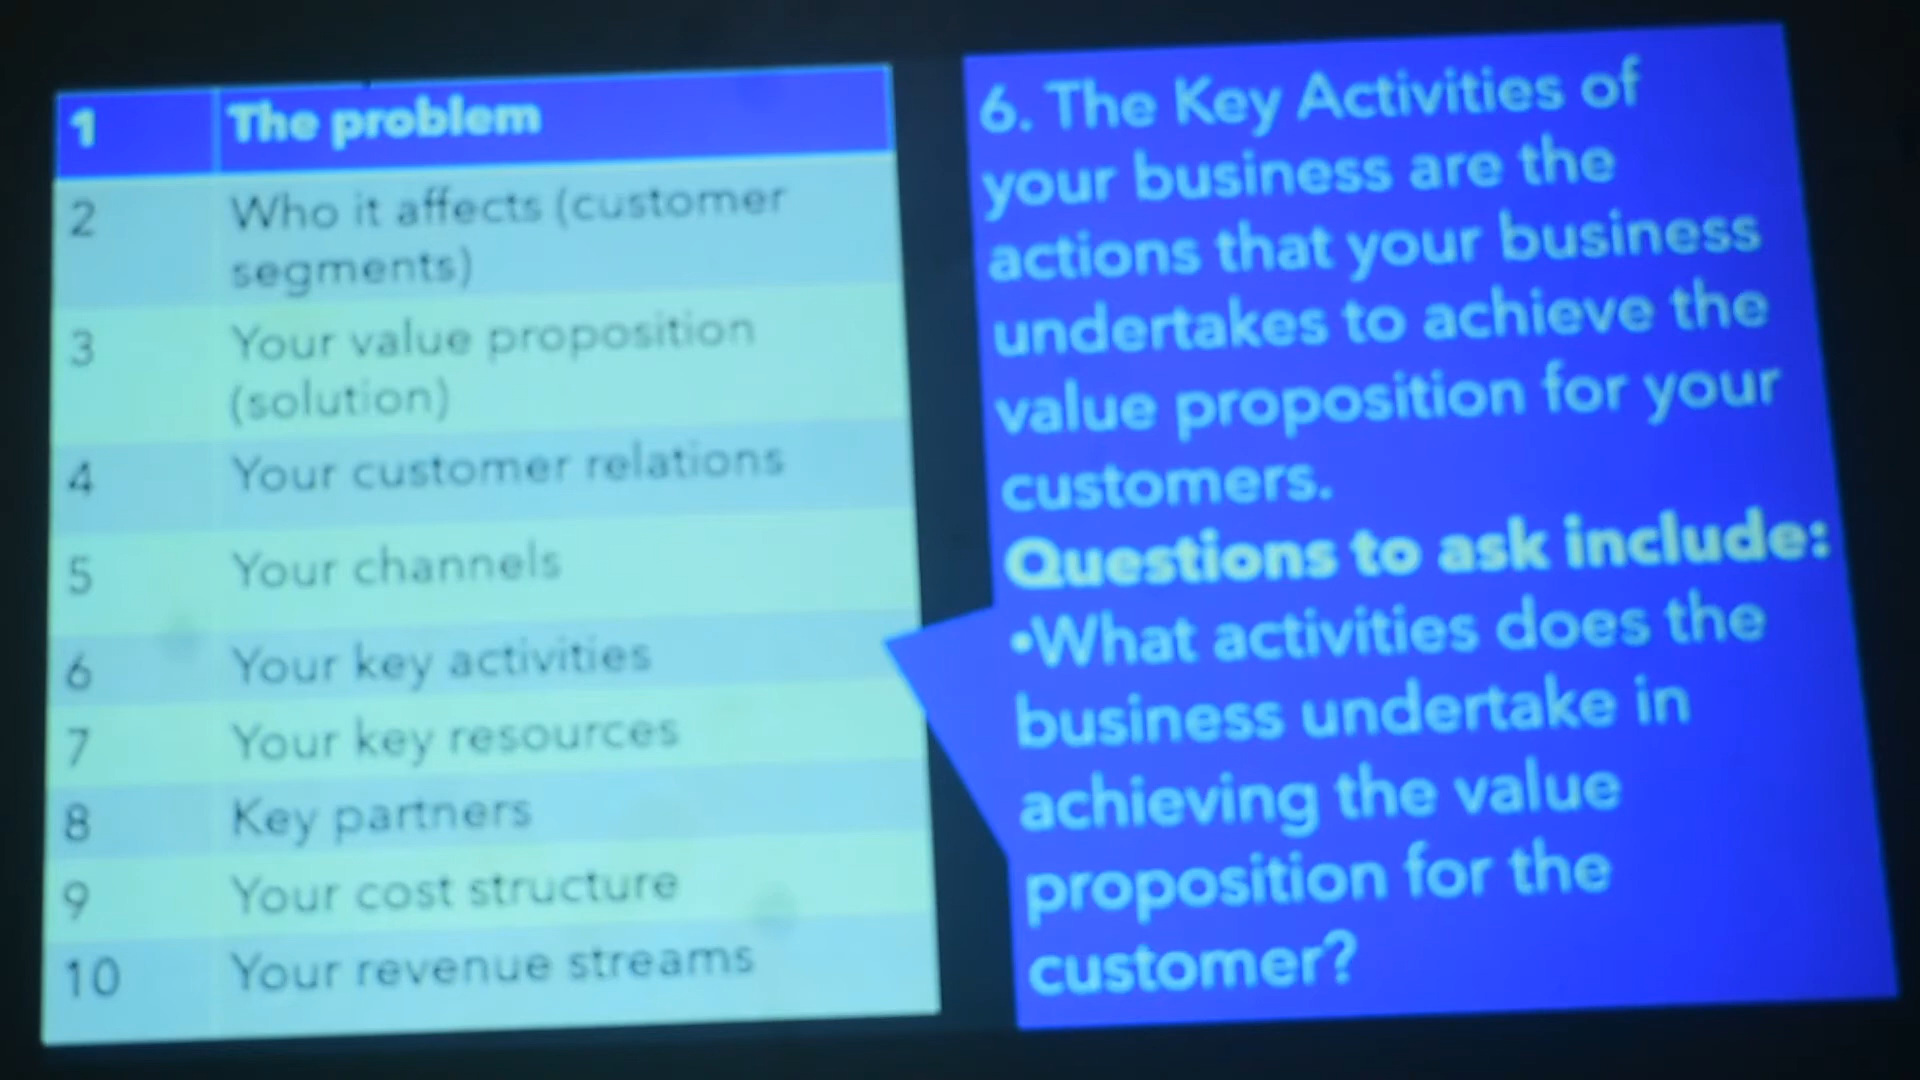 1 The problem
2 Who it affects (customer
segments)
3 Your value proposition
(solution)
4 Your customer relations
5 Your channels
6 Your key activities
7 Your key resources
8 Key partners
9 Your cost structure
10 Your revenue streams
6. The Key Activities of
your business are the
actions that your business
undertakes to achieve the
value proposition for your
customers.
Questions to ask include:
•What activities does the
business undertake in
achieving the value
proposition for the
customer?